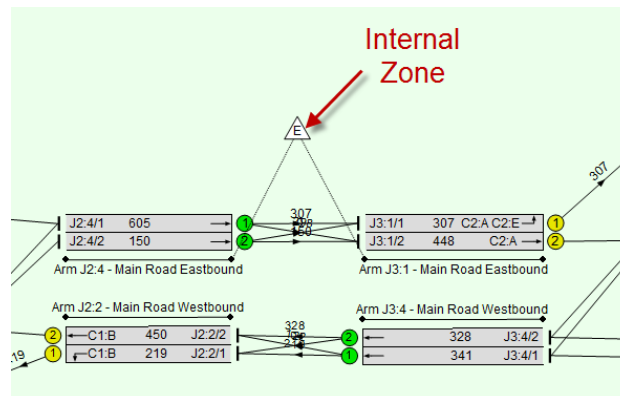 Internal
Zone
E
307
307
150
J2:4/1 605
J2:4/2 150
1
2
J3:1/1 307 C2:A C2:E
J3:1/2 448 C2:A
1
2
Arm J2:4 - Main Road Eastbound
Arm J3:1 - Main Road Eastbound
Arm J2:2 - Main Road Westbound
Arm J3:4 - Main Road Westbound
328
219
2
1
C1:B 450 J2:2/2
C1:B 219 J2:2/1
2
1
328 J3:4/2
341 J3:4/1